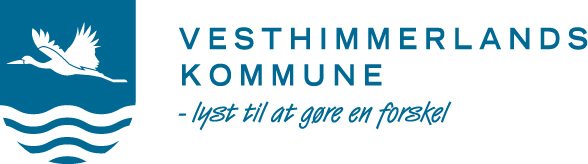 VESTHIMMERLANDS
KOMMUNE
- lyst til at gøre en forskel